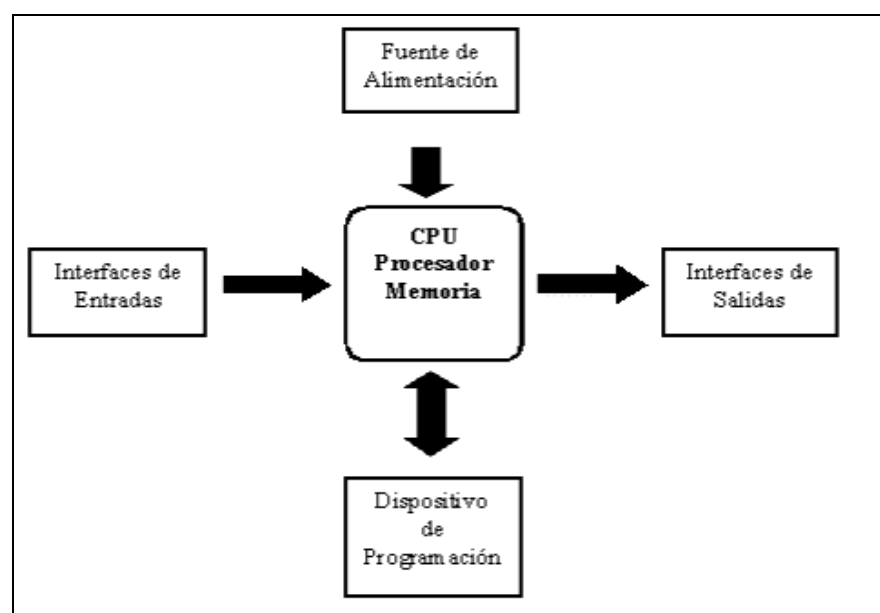 Fuente de
Alimentación
CPU
Procesador
Memoria
Interfaces de
Entradas
Interfaces de
Salidas
Dispositivo
de
Programación